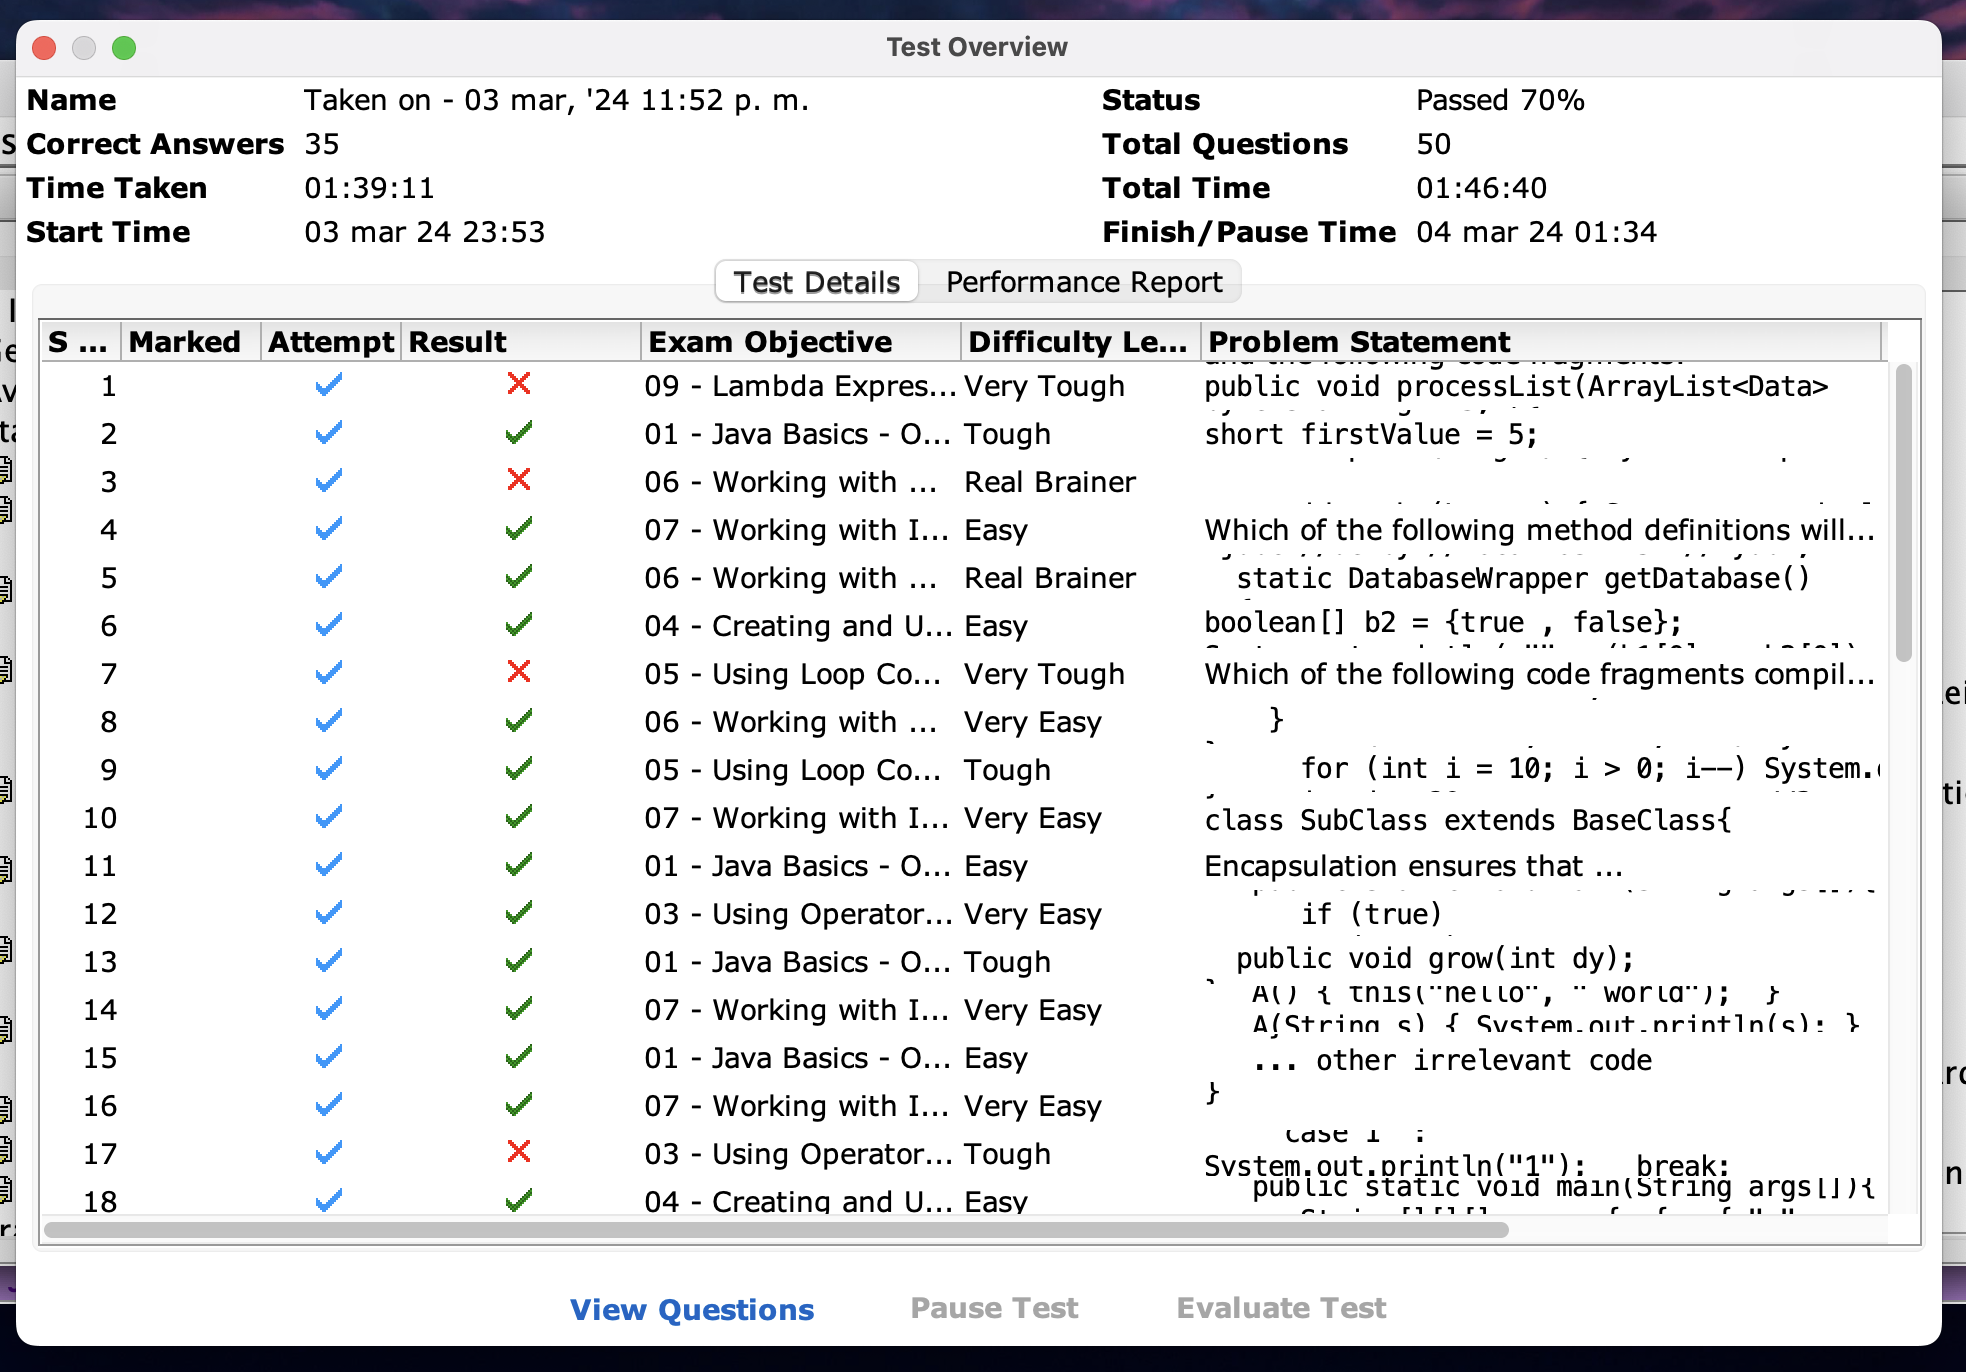 Test Overview
Name Taken on - 03 mar, '24 11:52 p. m. Status Passed 70%
Correct Answers 35 Total Questions 50
Time Taken 01:39:11 Total Time 01:46:40
Start Time 03 mar 24 23:53 Finish/Pause Time 04 mar 24 01:34
Test Details Performance Report
S ... Marked Attempt Result Exam Objective Difficulty Le... Problem Statement
1 09 - Lambda Expres... Very Tough public void processList(ArrayList<Data>
2 01 - Java Basics - O... Tough short firstValue = 5;
3 06 - Working with ... Real Brainer
4 07 - Working with I... Easy Which of the following method definitions will...
5 06 - Working with ... Real Brainer static DatabaseWrapper getDatabase()
6 04 - Creating and U... Easy boolean[] b2 = {true , false};
7 05 - Using Loop Co... Very Tough Which of the following code fragments compil...
8 06 - Working with ... Very Easy }
9 05 - Using Loop Co... Tough for (int i = 10; i > 0; i--) System.
10 07 - Working with I... Very Easy class SubClass extends BaseClass{
11 01 - Java Basics - O... Easy Encapsulation ensures that ...
12 03 - Using Operator... Very Easy if (true)
13 01 - Java Basics - O... Tough public void grow(int dy);
A() { this("hello", " world"); }
14 07 - Working with I... Very Easy
A(String s) { System.out.println(s); }
15 01 - Java Basics - O... Easy ... other irrelevant code
}
16 07 - Working with I... Very Easy
case 1 :
17 03 - Using Operator... Tough
System.out.println("1"); break;
public static void main(String args[]){
18 04 - Creating and U... Easy
View Questions Pause Test Evaluate Test